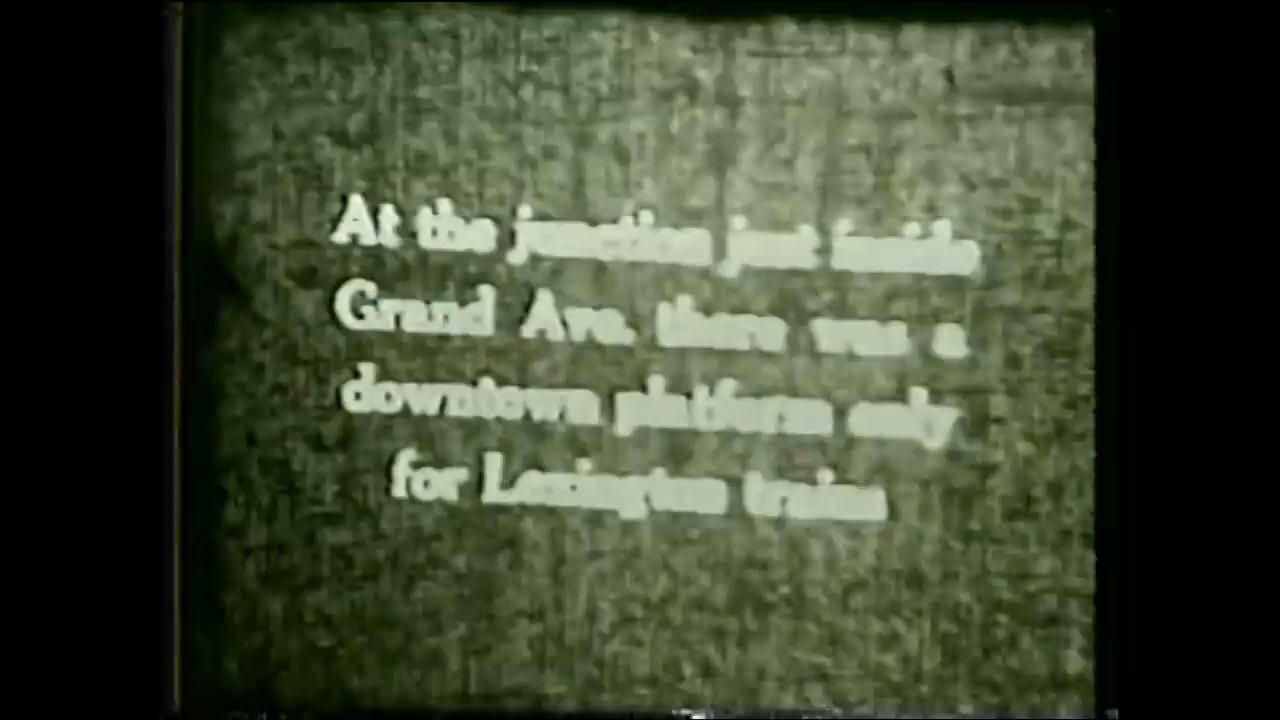 At the junction just inside
Grand Ave. there was a
downtown platform only
for Lexington trains